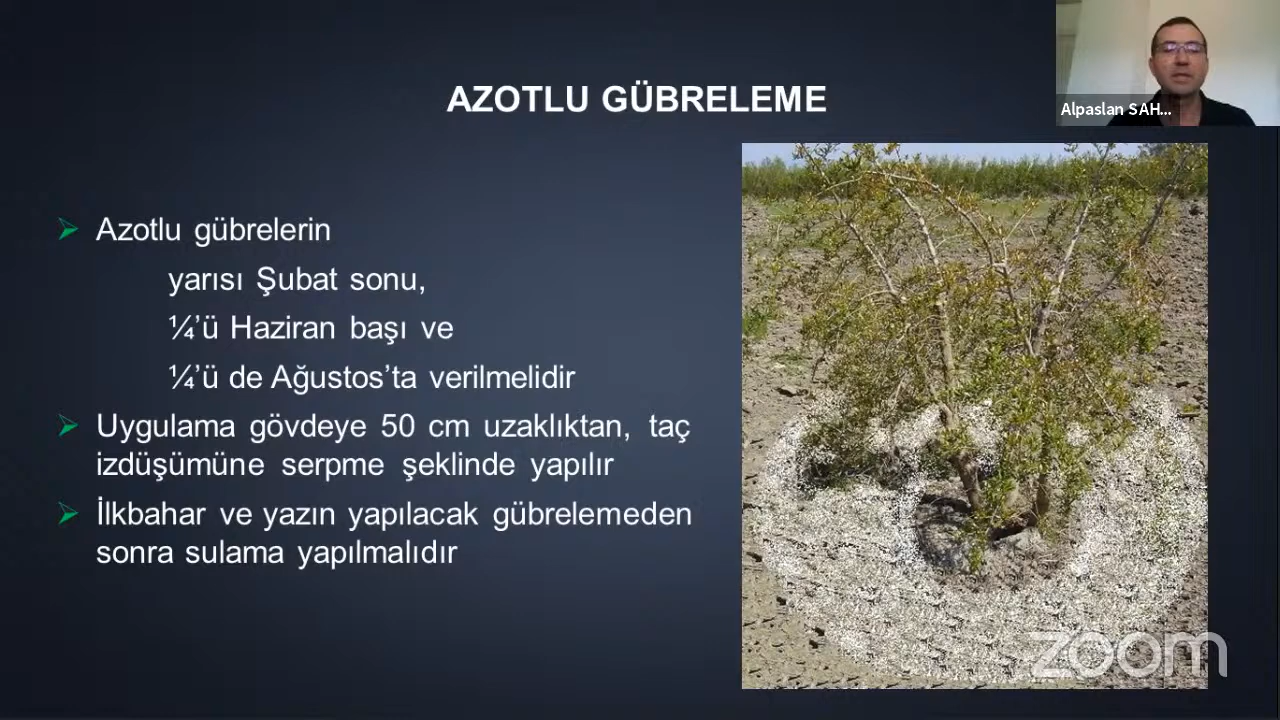 Alpaslan SAH...
AZOTLU GÜBRELEME
Azotlu gübrelerin
yarısı Şubat sonu,
¼’ü Haziran başı ve
¼’ü de Ağustos’ta verilmelidir
Uygulama gövdeye 50 cm uzaklıktan, taç
izdüşümüne serpme şeklinde yapılır
İlkbahar ve yazın yapılacak gübrelemeden
sonra sulama yapılmalıdır
zoom